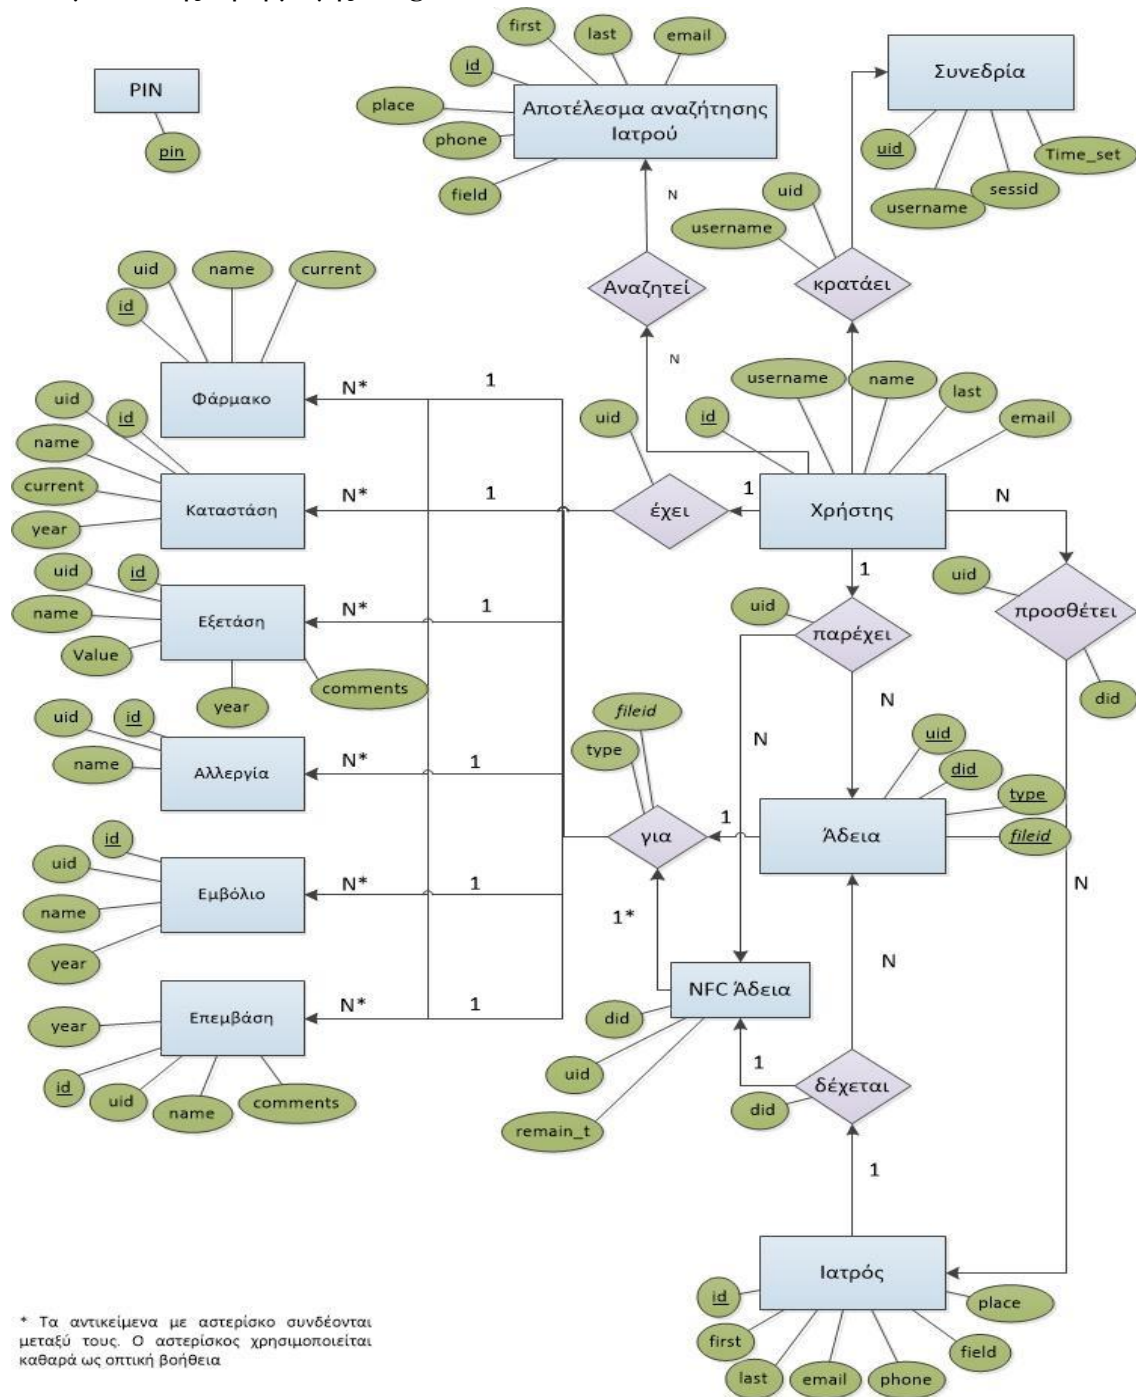 first
last
email
id
place
phone
field
Αποτέλεσμα αναζήτησης
Ιατρού
PIN
pin
Συνεδρία
uid
username
sessid
Time_set
N
uid
username
Αναζητεί
κρατάει
N
uid
name
current
id
Φάρμακο
N*
1
username
name
last
id
email
uid
uid
id
name
current
year
Καταστάση
N*
1
έχει
1
Χρήστης
N
uid
id
name
Value
Εξετάση
year
comments
N*
1
1
uid
παρέχει
uid
προσθέτει
did
N
N
uid
id
name
Αλλεργία
N*
1
fileid
type
για
1
uid
did
type
fileid
Άδεια
N
id
uid
name
year
Εμβόλιο
N*
1
1*
N
NFC Άδεια
did
uid
remain_t
year
id
uid
name
comments
Επεμβάση
N*
1
1
δέχεται
did
1
Ιατρός
id
first
last
email
phone
field
place
* Τα αντικείμενα με αστερίσκο συνδέονται
μεταξύ τους. Ο αστερίσκος χρησιμοποιείται
καθαρά ως οπτική βοήθεια